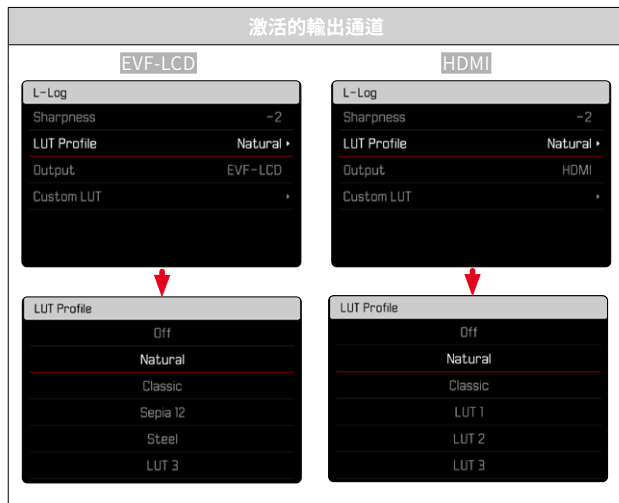 激活的輸出通道
EVF-LCD
L-Log
Sharpness -2
LUT Profile Natural
Output EVF-LCD
Custom LUT
LUT Profile
Off
Natural
Classic
Sepia 12
Steel
LUT 3
HDMI
L-Log
Sharpness -2
LUT Profile Natural
Output HDMI
Custom LUT
LUT Profile
Off
Natural
Classic
LUT 1
LUT 2
LUT 3